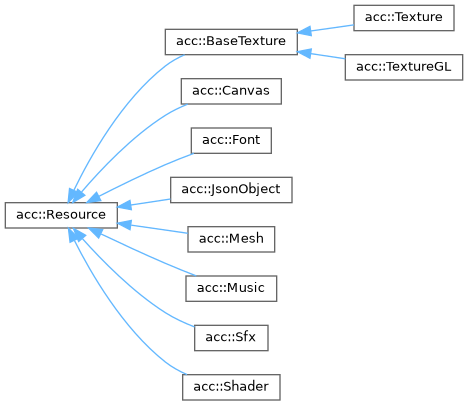 acc::Texture
acc::BaseTexture
acc::TextureGL
acc::Canvas
acc::Font
acc::JsonObject
acc::Resource
acc::Mesh
acc::Music
acc::Sfx
acc::Shader